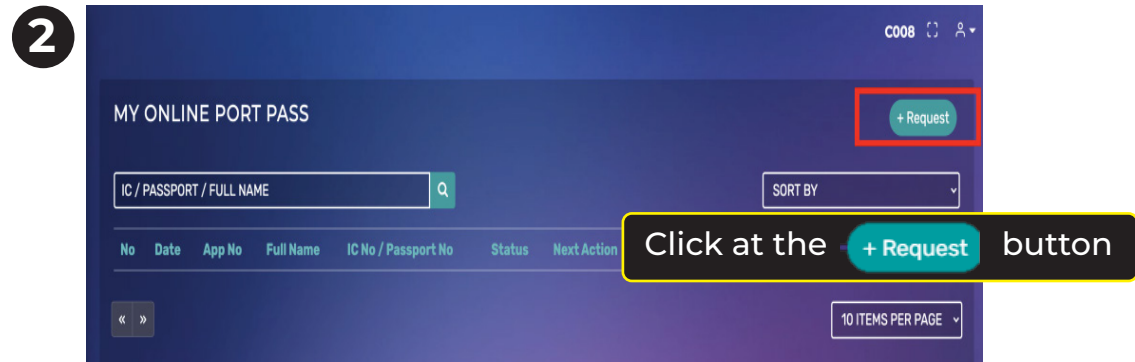 2
C008
MY ONLINE PORT PASS
+ Request
IC / PASSPORT / FULL NAME
SORT BY
No Date App No Full Name IC No / Passport No Status Next Action
Click at the + Request button
« »
10 ITEMS PER PAGE